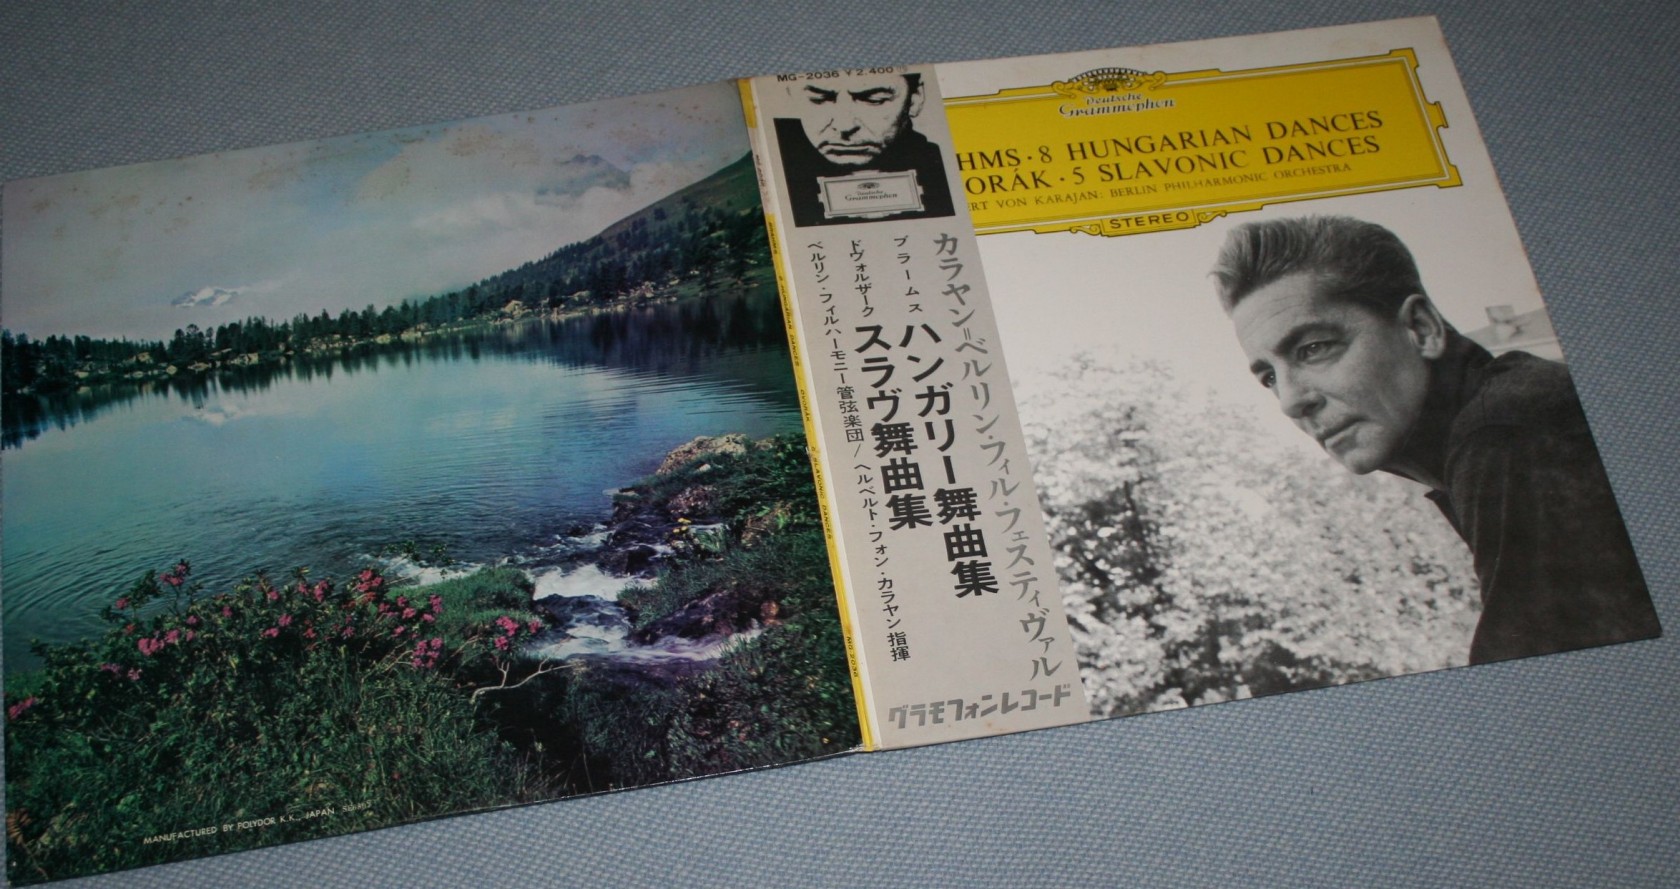 MG-2036 ¥2.400
Deutsche
Grammophon
カラヤン=ベルリン・フィル・フェスティヴァル
ブラームス
ハンガリー舞曲集
ドヴォルザーク
スラヴ舞曲集
ベルリン・フィルハーモニー管弦楽団/ヘルベルト・フォン・カラヤン指揮
グラモフォンレコード
Deutsche
Grammophon
HMS·8 HUNGARIAN DANCES
ORÁK·5 SLAVONIC DANCES
ERT VON KARAJAN: BERLIN PHILHARMONIC ORCHESTRA
STEREO
MG 2036
MANUFACTURED BY POLYDOR K.K., JAPAN